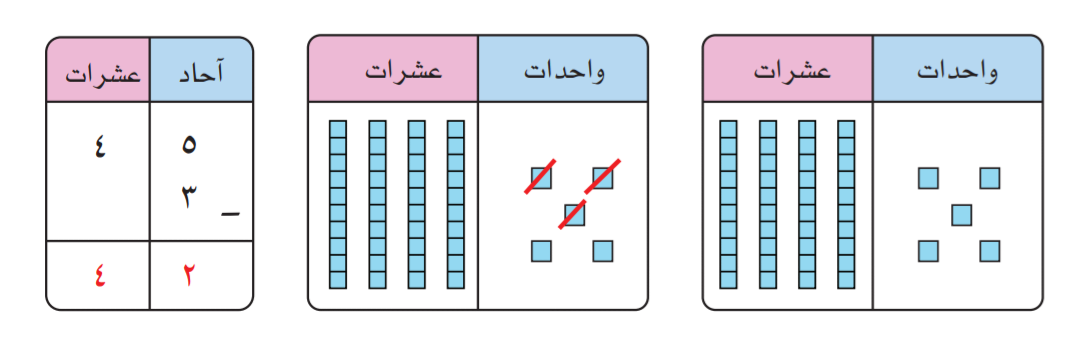 واحدات عشرات
واحدات عشرات
آحاد عشرات
٥ ٤
٣ –
٢ ٤